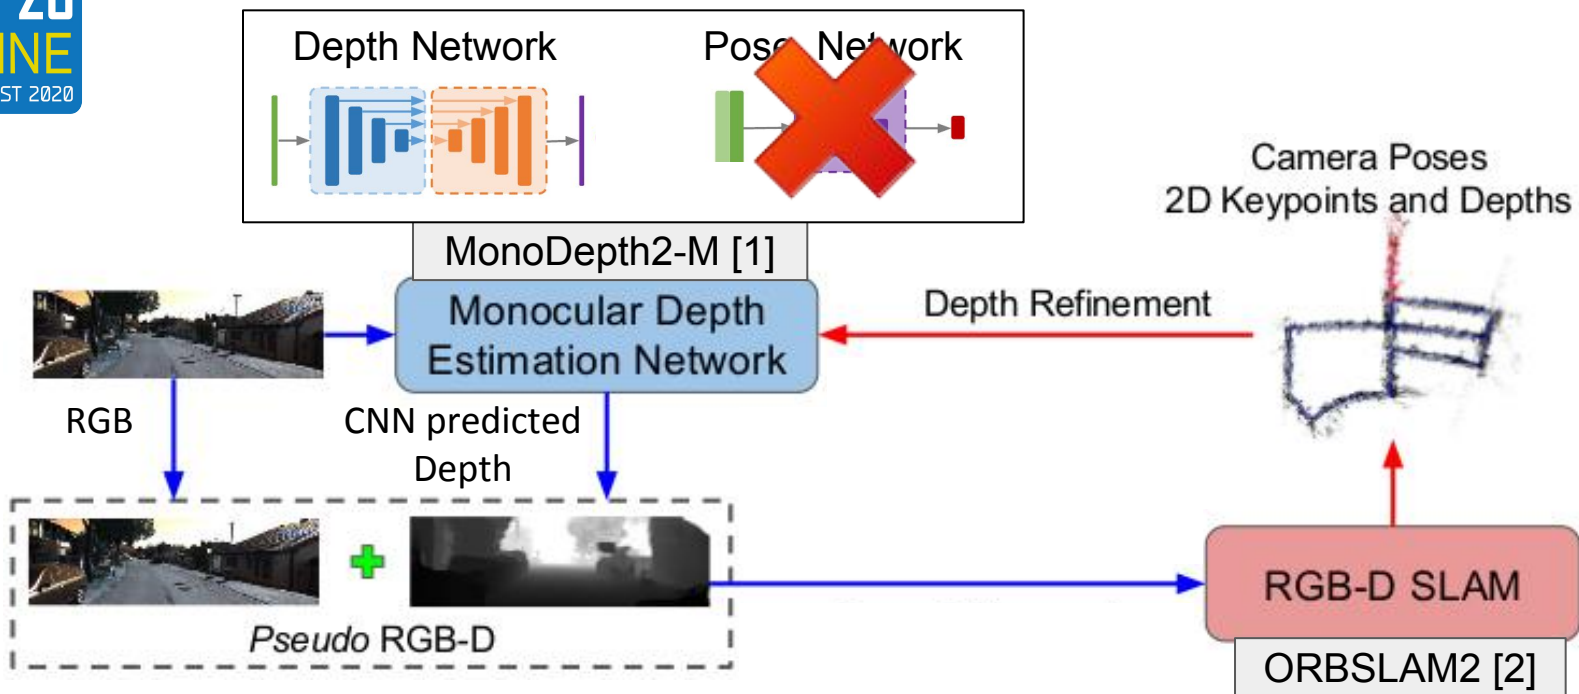 20
INE
ST 2020
Depth Network
Pose Network
MonoDepth2-M [1]
Camera Poses
2D Keypoints and Depths
Monocular Depth
Estimation Network
Depth Refinement
RGB
CNN predicted
Depth
Pseudo RGB-D
RGB-D SLAM
ORBSLAM2 [2]